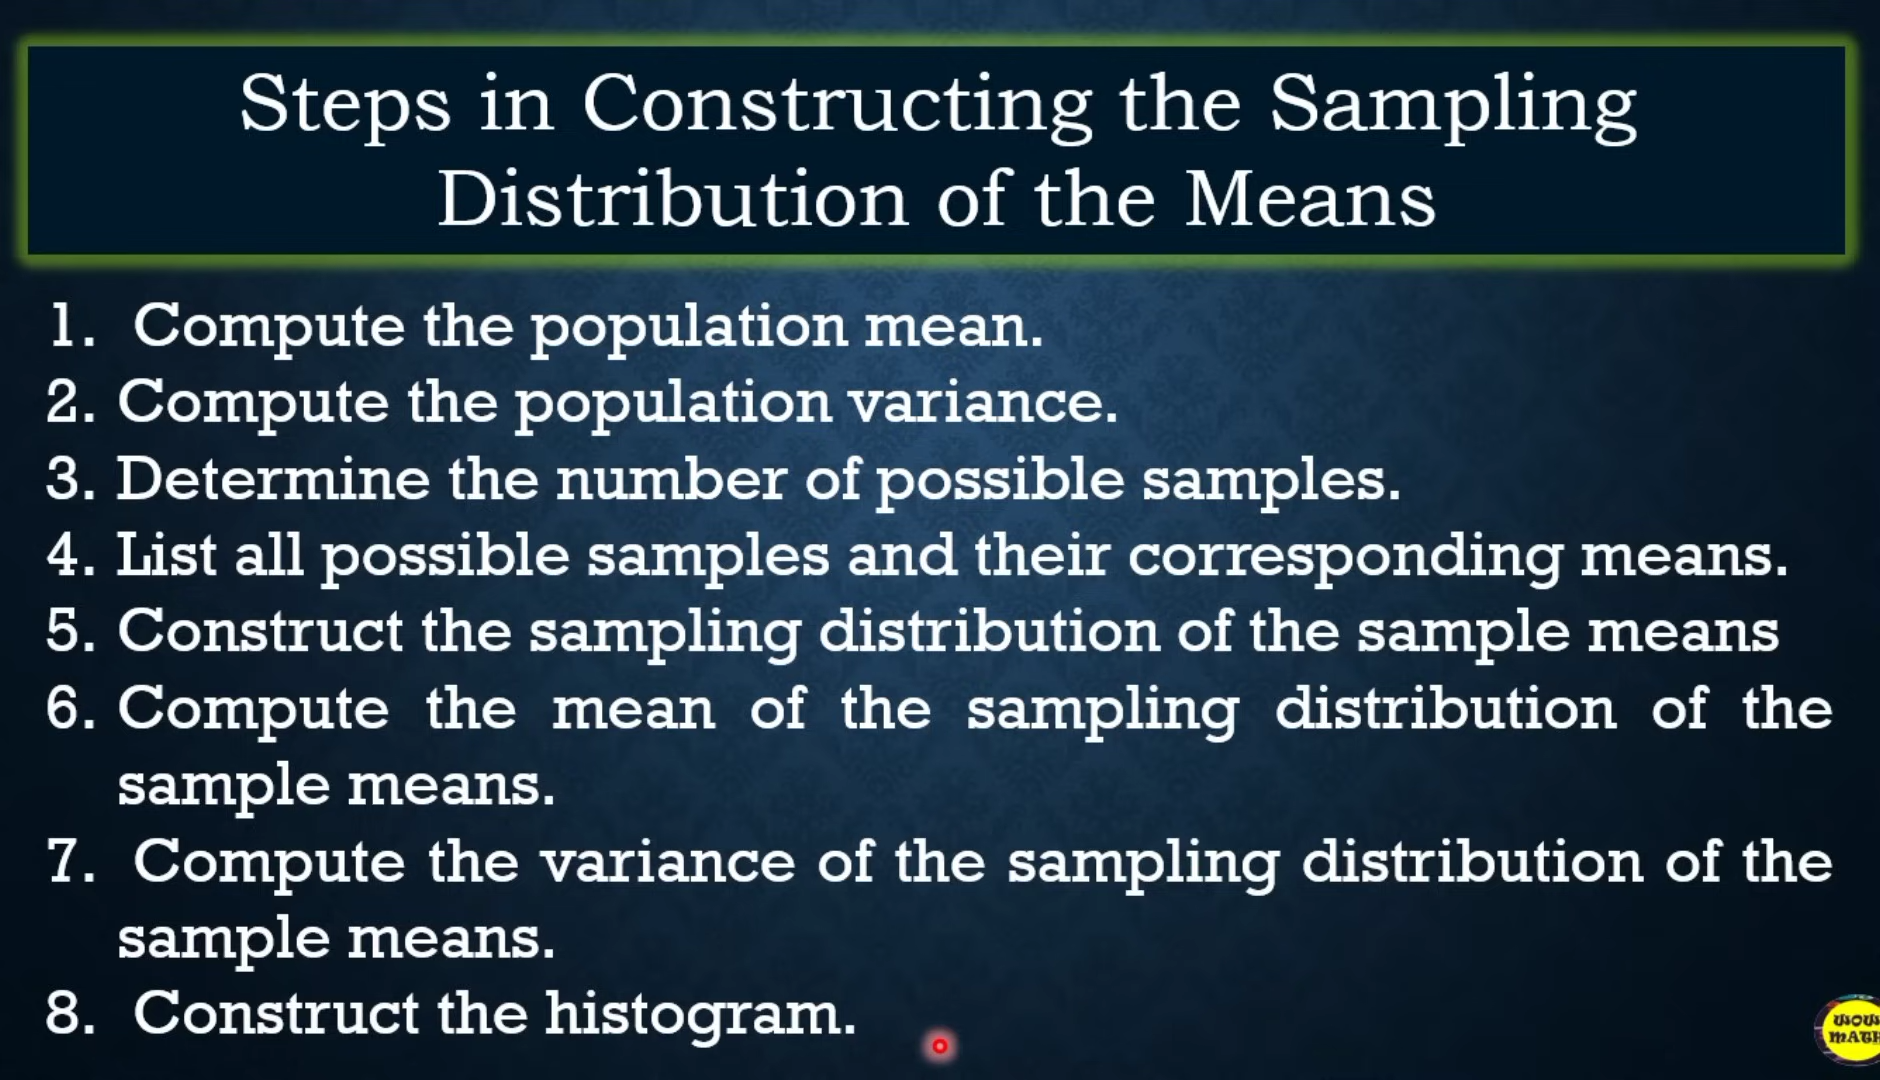 Steps in Constructing the Sampling
Distribution of the Means
1. Compute the population mean.
2. Compute the population variance.
3. Determine the number of possible samples.
4. List all possible samples and their corresponding means.
5. Construct the sampling distribution of the sample means
6. Compute the mean of the sampling distribution of the
sample means.
7. Compute the variance of the sampling distribution of the
sample means.
8. Construct the histogram.
WOW
MATH